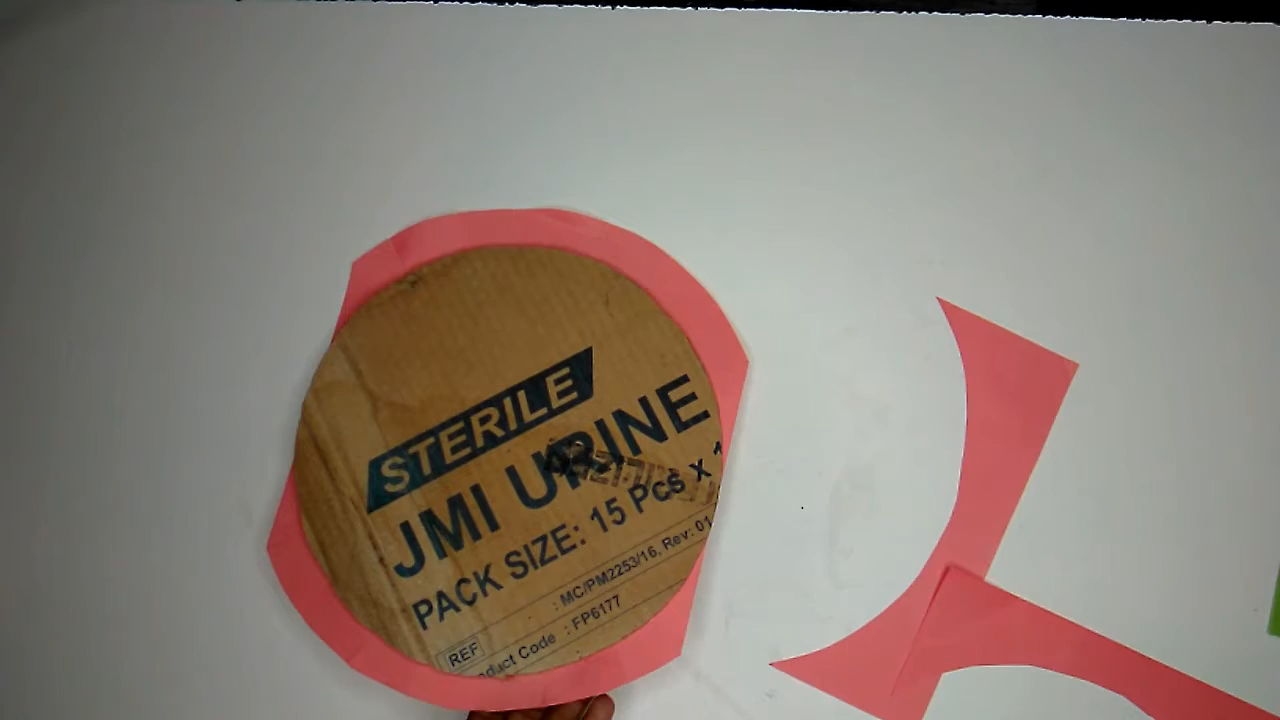 STERILE
JMI URINE
PACK SIZE: 15 Pcs x
: MC/PM2253/16, Rev: 01
REF
Code : FP6177